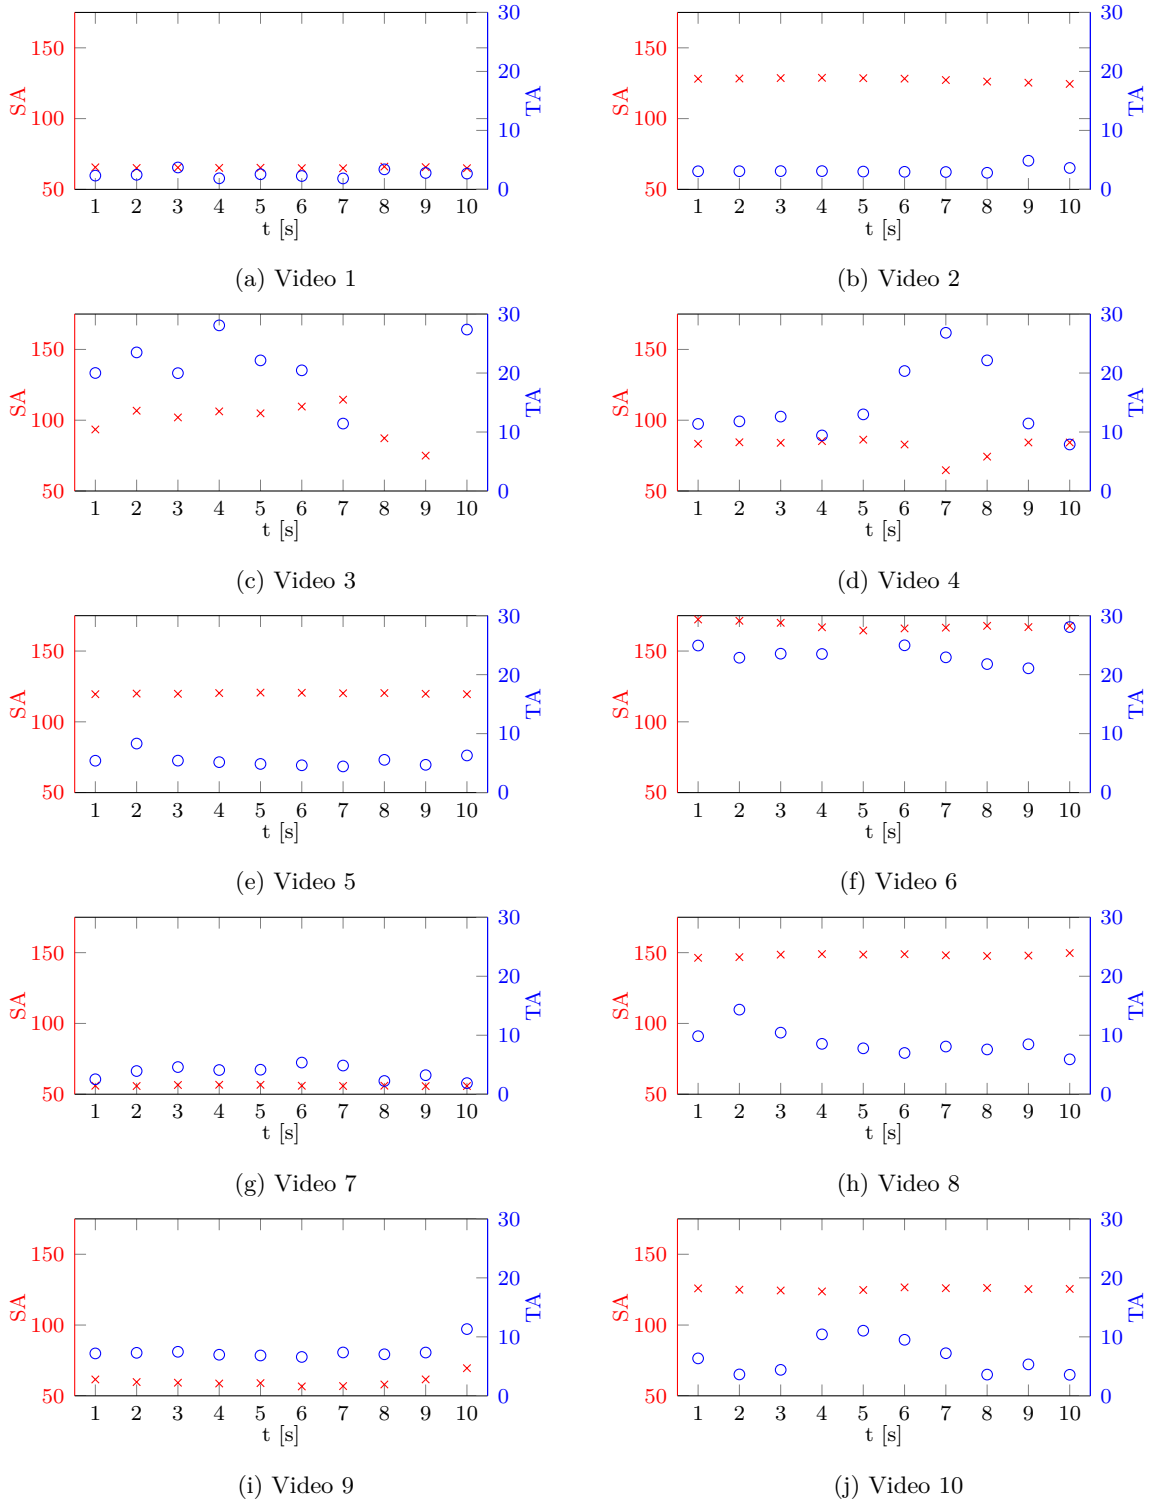 150
100
50
SA
30
20
10
0
TA
1 2 3 4 5 6 7 8 9 10
t [s]
(a) Video 1
150
100
50
SA
30
20
10
0
TA
1 2 3 4 5 6 7 8 9 10
t [s]
(b) Video 2
150
100
50
SA
30
20
10
0
TA
1 2 3 4 5 6 7 8 9 10
t [s]
(c) Video 3
150
100
50
SA
30
20
10
0
TA
1 2 3 4 5 6 7 8 9 10
t [s]
(d) Video 4
150
100
50
SA
30
20
10
0
TA
1 2 3 4 5 6 7 8 9 10
t [s]
(e) Video 5
150
100
50
SA
30
20
10
0
TA
1 2 3 4 5 6 7 8 9 10
t [s]
(f) Video 6
150
100
50
SA
30
20
10
0
TA
1 2 3 4 5 6 7 8 9 10
t [s]
(g) Video 7
150
100
50
SA
30
20
10
0
TA
1 2 3 4 5 6 7 8 9 10
t [s]
(h) Video 8
150
100
50
SA
30
20
10
0
TA
1 2 3 4 5 6 7 8 9 10
t [s]
(i) Video 9
150
100
50
SA
30
20
10
0
TA
1 2 3 4 5 6 7 8 9 10
t [s]
(j) Video 10